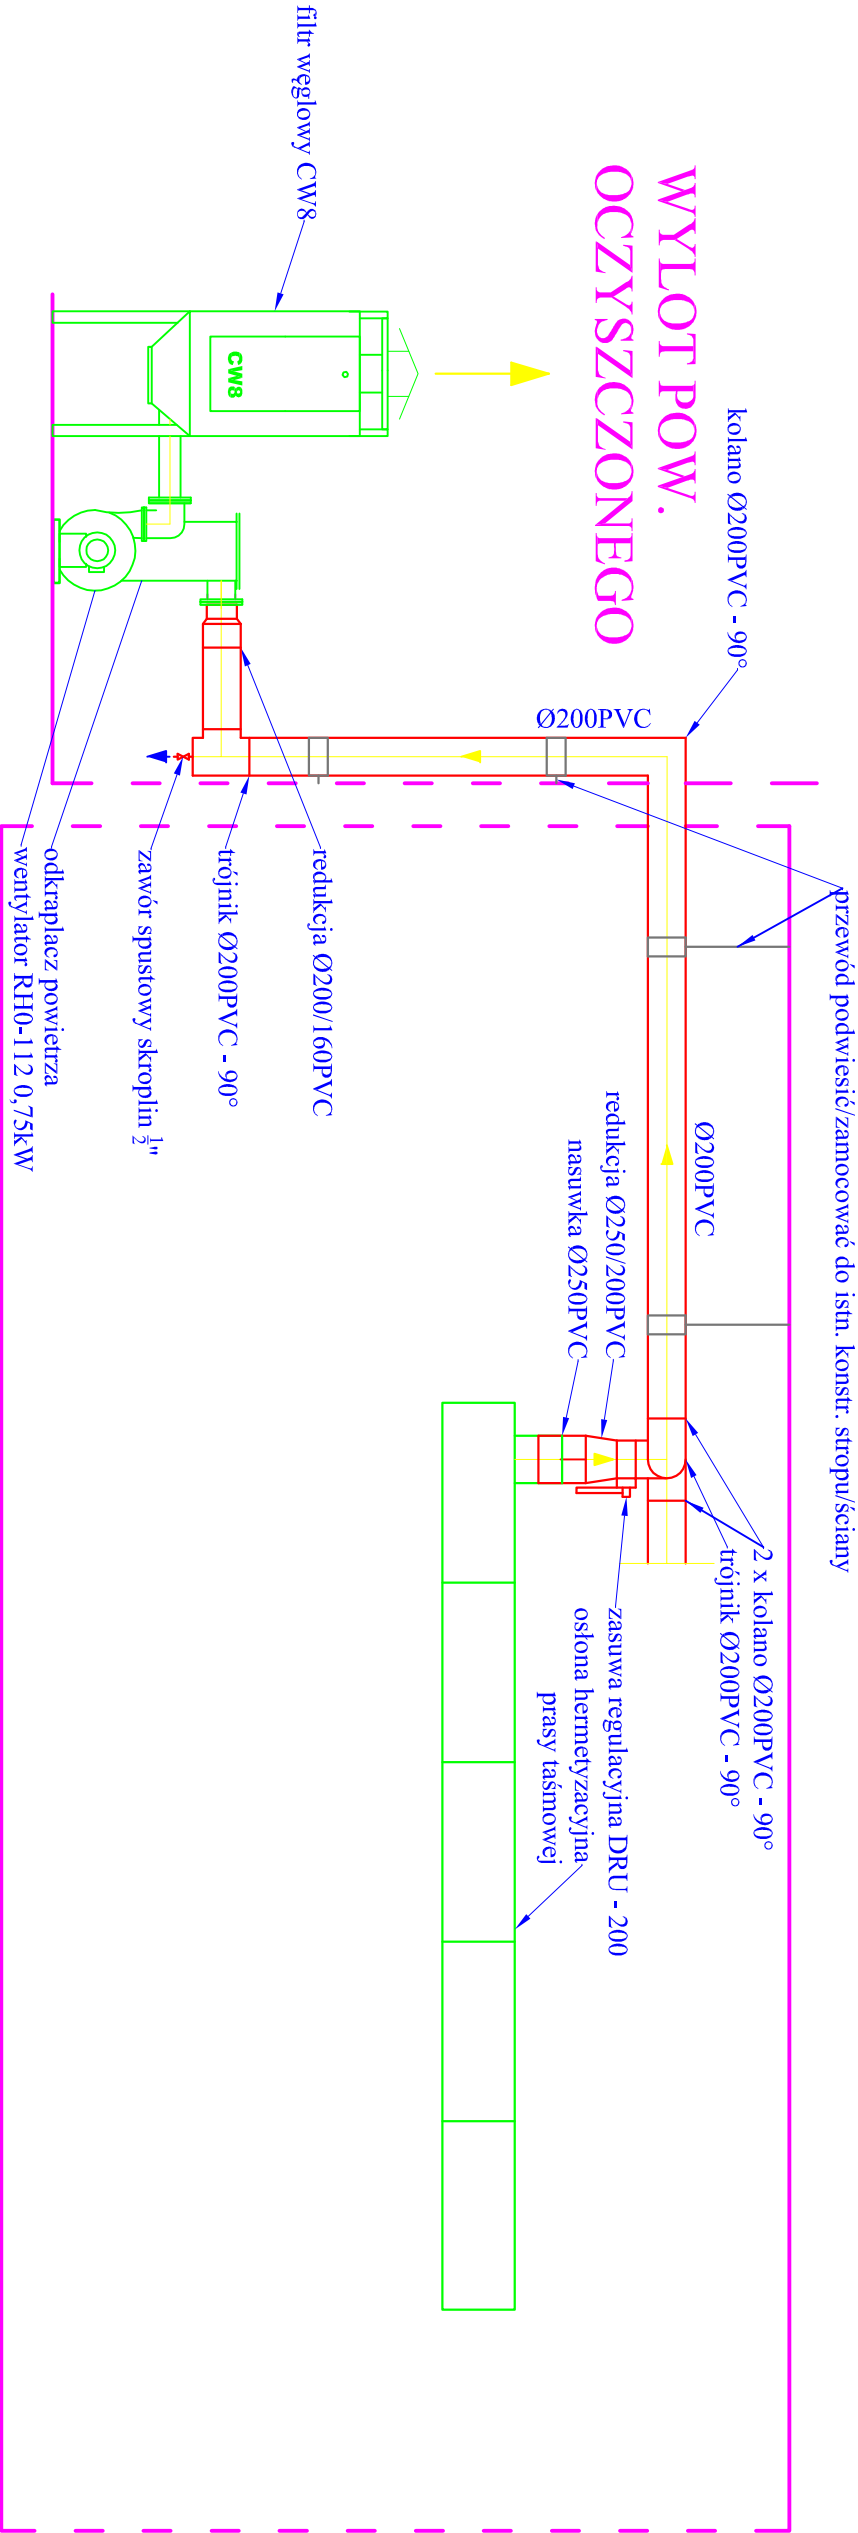 filtr węglowy CW8
WYLOT POW.
OCZYSZCZONEGO
CW8
kolano Ø200PVC - 90°
Ø200PVC
przewód podwiesić/zamocować do istn. konstr. stropu/ściany
Ø200PVC
redukcja Ø250/200PVC
nasuwka Ø250PVC
redukcja Ø200/160PVC
trójnik Ø200PVC - 90°
zawór spustowy skroplin ½"
odkraplacz powietrza
wentylator RH0-112 0,75kW
2 x kolano Ø200PVC - 90°
trójnik Ø200PVC - 90°
zasuwa regulacyjna DRU - 200
osłona hermetyzacyjna
prasy taśmowej